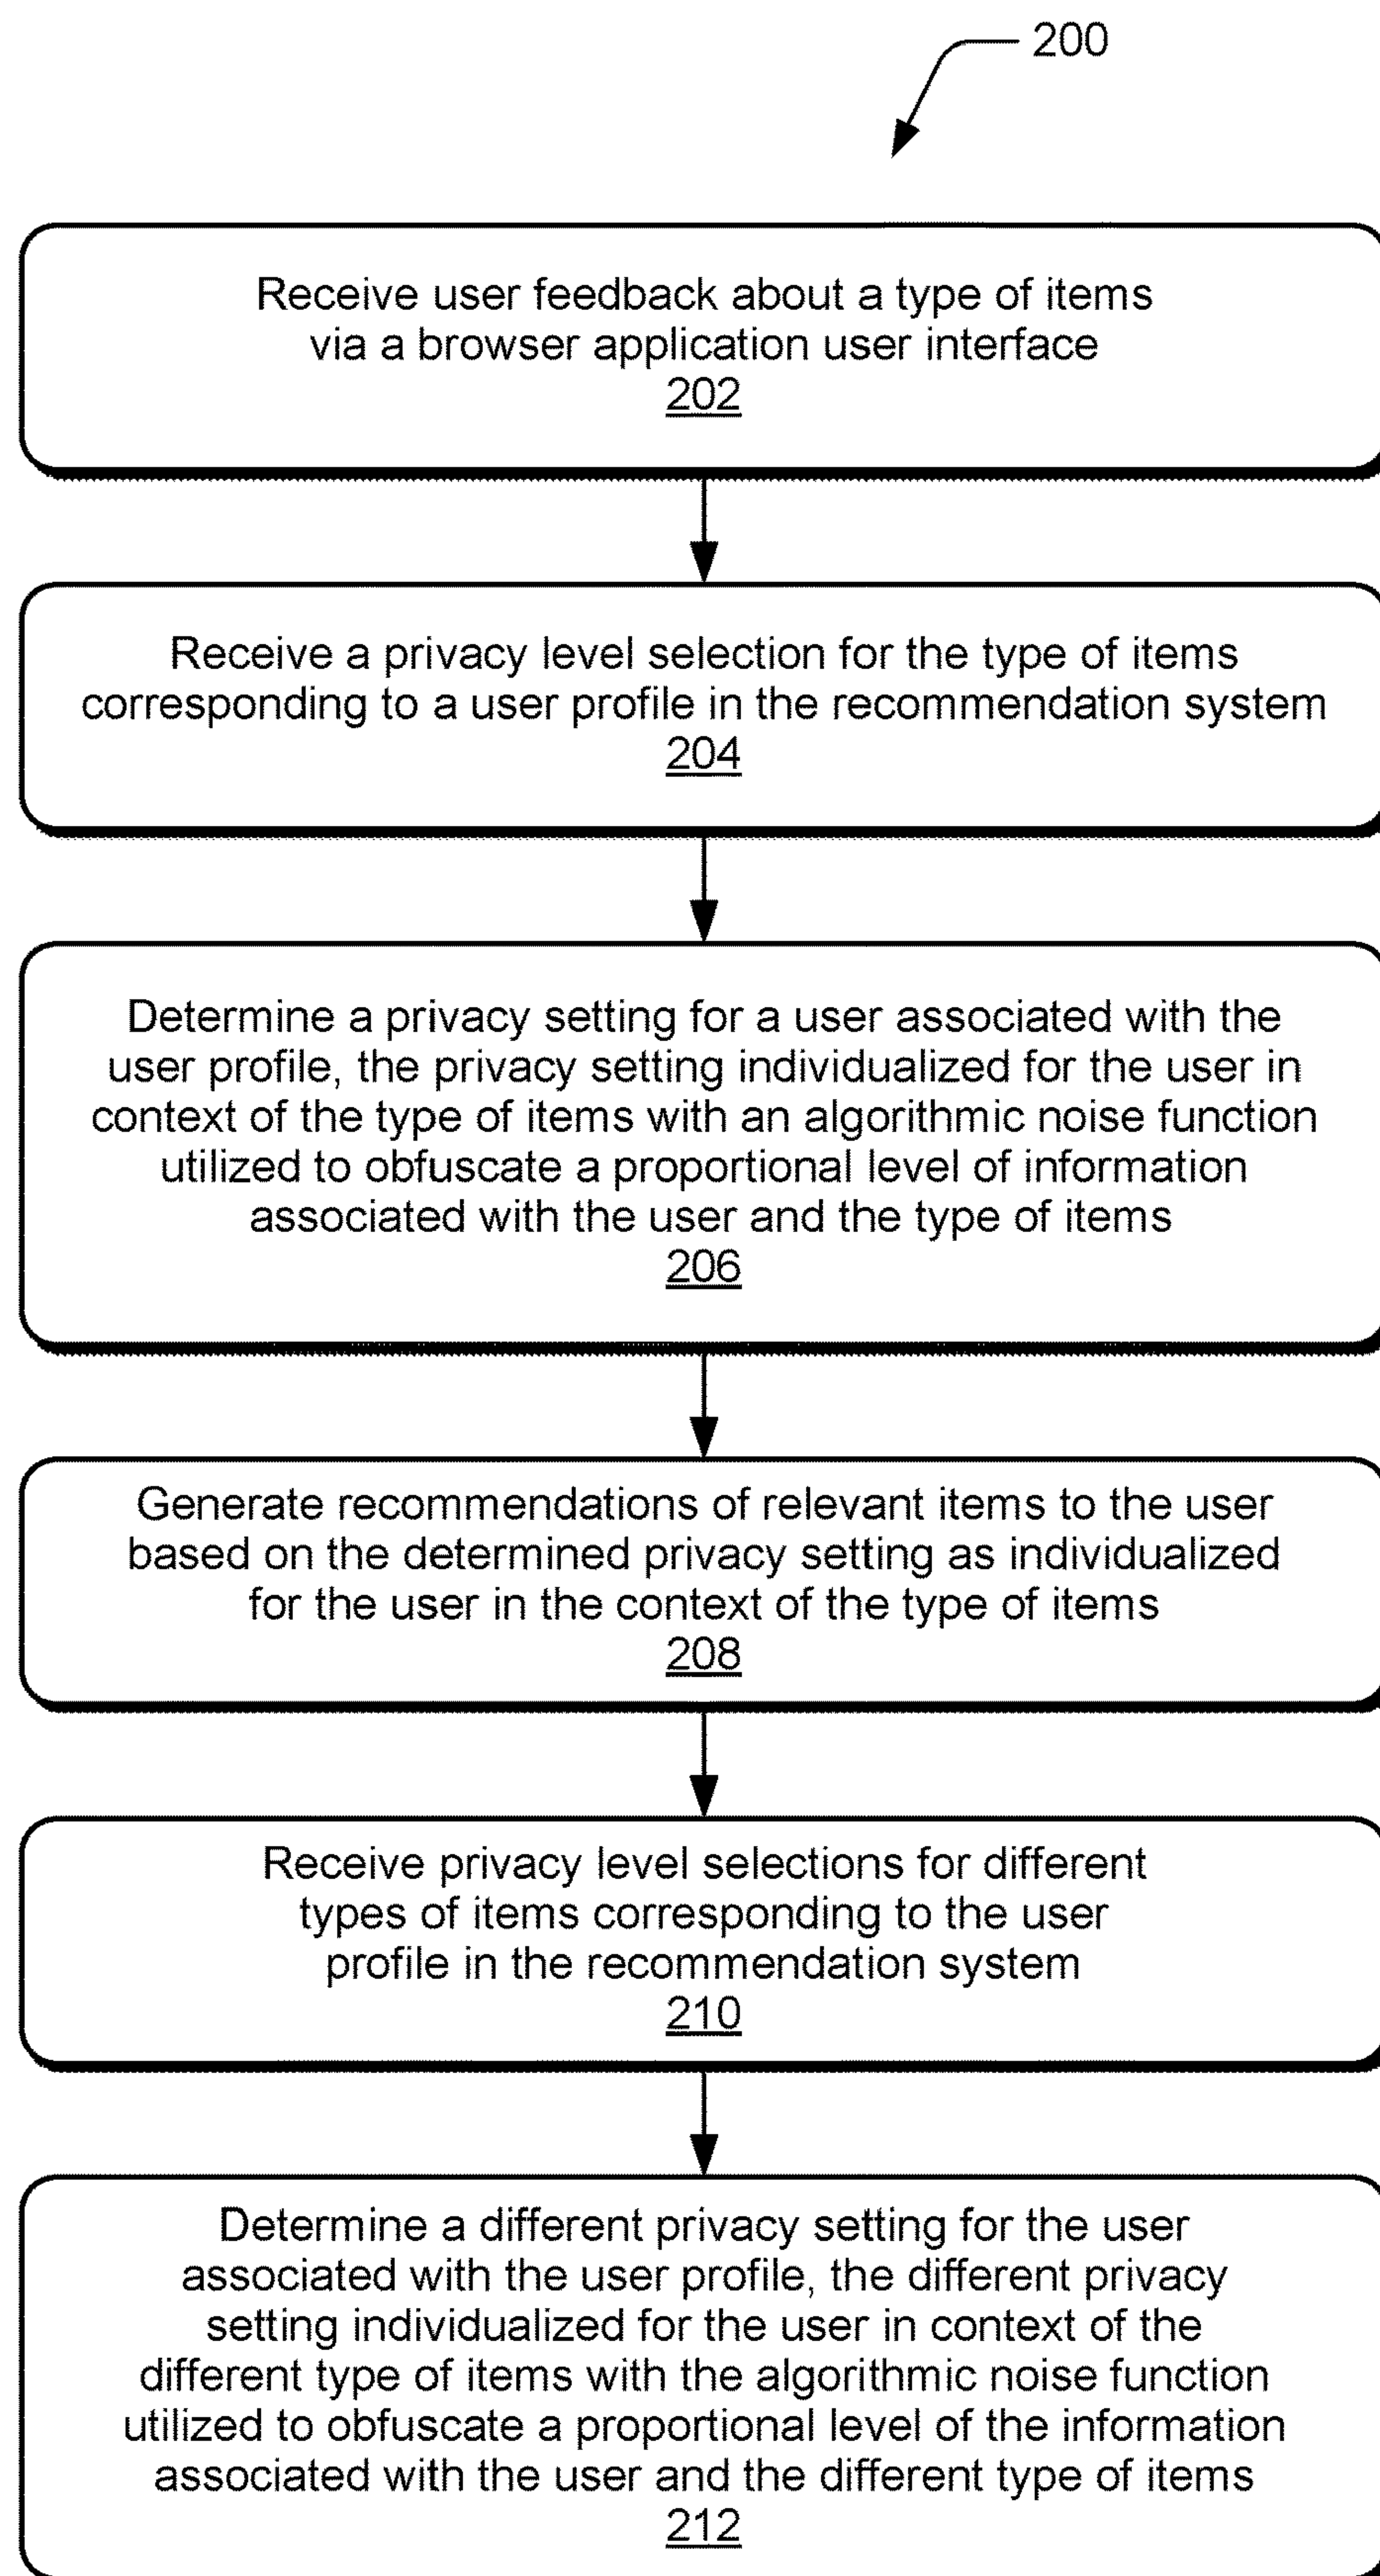 200
Receive user feedback about a type of items
via a browser application user interface
202
Receive a privacy level selection for the type of items
corresponding to a user profile in the recommendation system
204
Determine a privacy setting for a user associated with the
user profile, the privacy setting individualized for the user in
context of the type of items with an algorithmic noise function
utilized to obfuscate a proportional level of information
associated with the user and the type of items
206
Generate recommendations of relevant items to the user
based on the determined privacy setting as individualized
for the user in the context of the type of items
208
Receive privacy level selections for different
types of items corresponding to the user
profile in the recommendation system
210
Determine a different privacy setting for the user
associated with the user profile, the different privacy
setting individualized for the user in context of the
different type of items with the algorithmic noise function
utilized to obfuscate a proportional level of the information
associated with the user and the different type of items
212